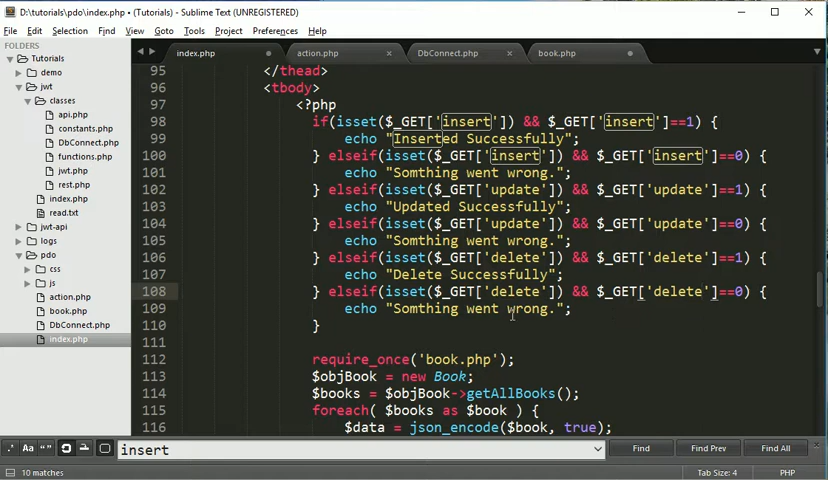 D:\tutorials\pdo\index.php • (Tutorials) - Sublime Text (UNREGISTERED)
File Edit Selection Find View Goto Tools Project Preferences Help
FOLDERS
Tutorials
demo
jwt
classes
api.php
constants.php
DbConnect.php
functions.php
jwt.php
rest.php
index.php
read.txt
jwt-api
logs
pdo
css
js
action.php
book.php
DbConnect.php
index.php
index.php action.php DbConnect.php book.php
95 </thead>
96 <tbody>
97 <?php
98 if(isset($_GET['insert']) && $_GET['insert']==1) {
99 echo "Inserted Successfully";
100 } elseif(isset($_GET['insert']) && $_GET['insert']==0) {
101 echo "Somthing went wrong.";
102 } elseif(isset($_GET['update']) && $_GET['update']==1) {
103 echo "Updated Successfully";
104 } elseif(isset($_GET['update']) && $_GET['update']==0) {
105 echo "Somthing went wrong.";
106 } elseif(isset($_GET['delete']) && $_GET['delete']==1) {
107 echo "Delete Successfully";
108 } elseif(isset($_GET['delete']) && $_GET['delete']==0) {
109 echo "Somthing went wrong.";
110 }
111
112 require_once('book.php');
113 $objBook = new Book;
114 $books = $objBook->getAllBooks();
115 foreach( $books as $book ) {
116 $data = json_encode($book, true);
.* Aa “ ” insert Find Find Prev Find All
10 matches Tab Size: 4 PHP